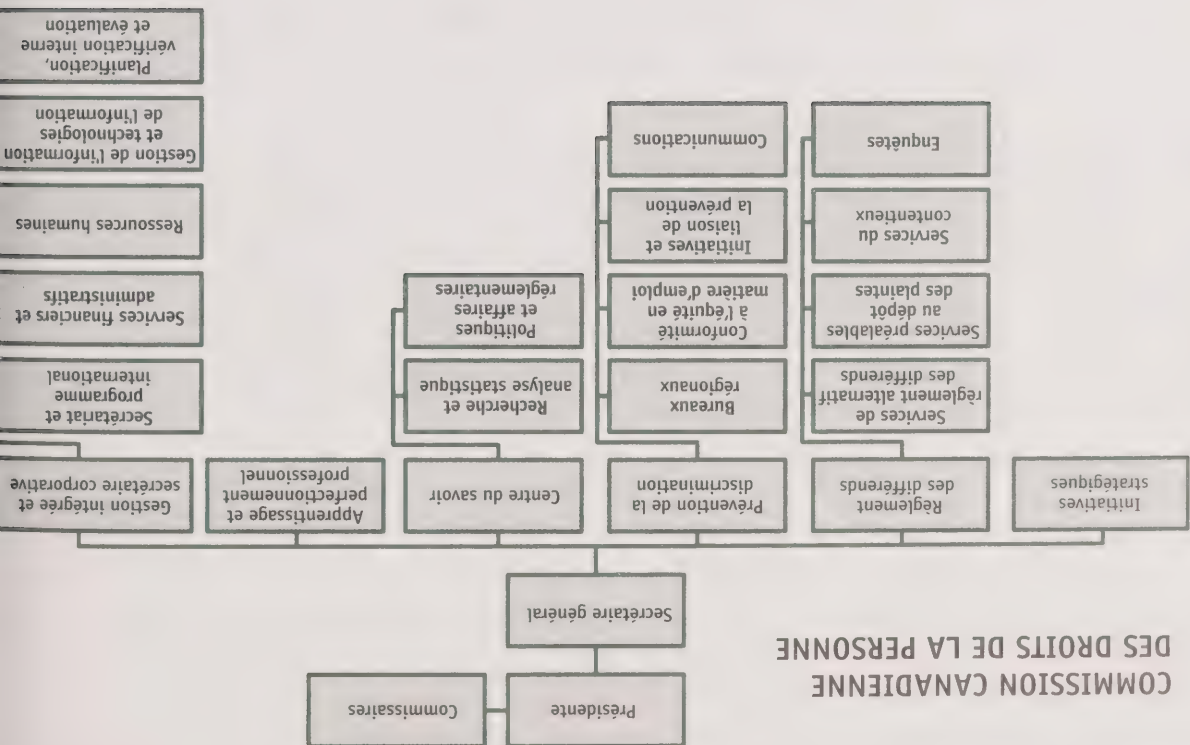 COMMISSION CANADIENNE
DES DROITS DE LA PERSONNE
Présidente
Commissaires
Secrétaire général
Initiatives
stratégiques
Règlement
des différends
Services de
règlement alternatif
des différends
Services préalables
au dépôt
des plaintes
Services du
contentieux
Enquêtes
Prévention de la
discrimination
Bureaux
régionaux
Conformité
à l'équité en
matière d'emploi
Initiatives et
liaison de
la prévention
Communications
Centre du savoir
Recherche et
analyse statistique
Politiques
et affaires
réglementaires
Apprentissage et
perfectionnement
professionnel
Gestion intégrée et
secrétaire corporative
Secrétariat et
programme
international
Services financiers et
administratifs
Ressources humaines
Gestion de l'information
et technologies
de l'information
Planification,
vérification interne
et évaluation